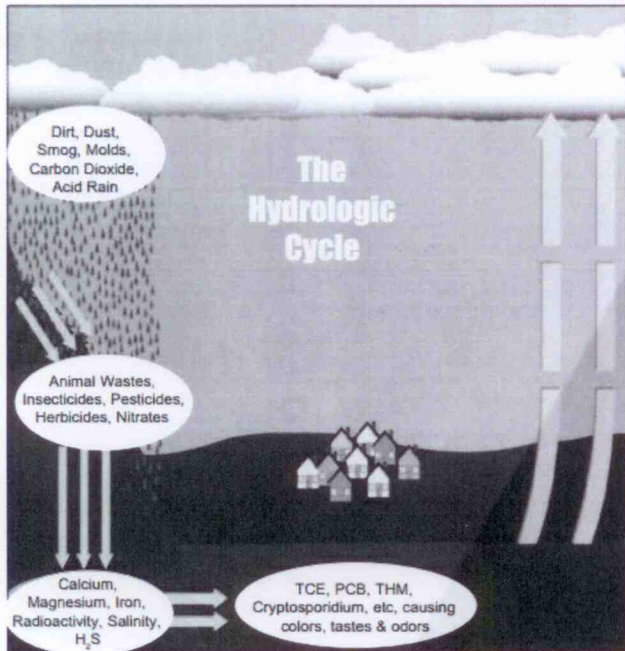 Dirt, Dust,
Smog, Molds,
Carbon Dioxide,
Acid Rain
The
Hydrologic
Cycle
Animal Wastes,
Insecticides, Pesticides,
Herbicides, Nitrates
Calcium,
Magnesium, Iron,
Radioactivity, Salinity,
H₂S
TCE, PCB, THM,
Cryptosporidium, etc, causing
colors, tastes & odors